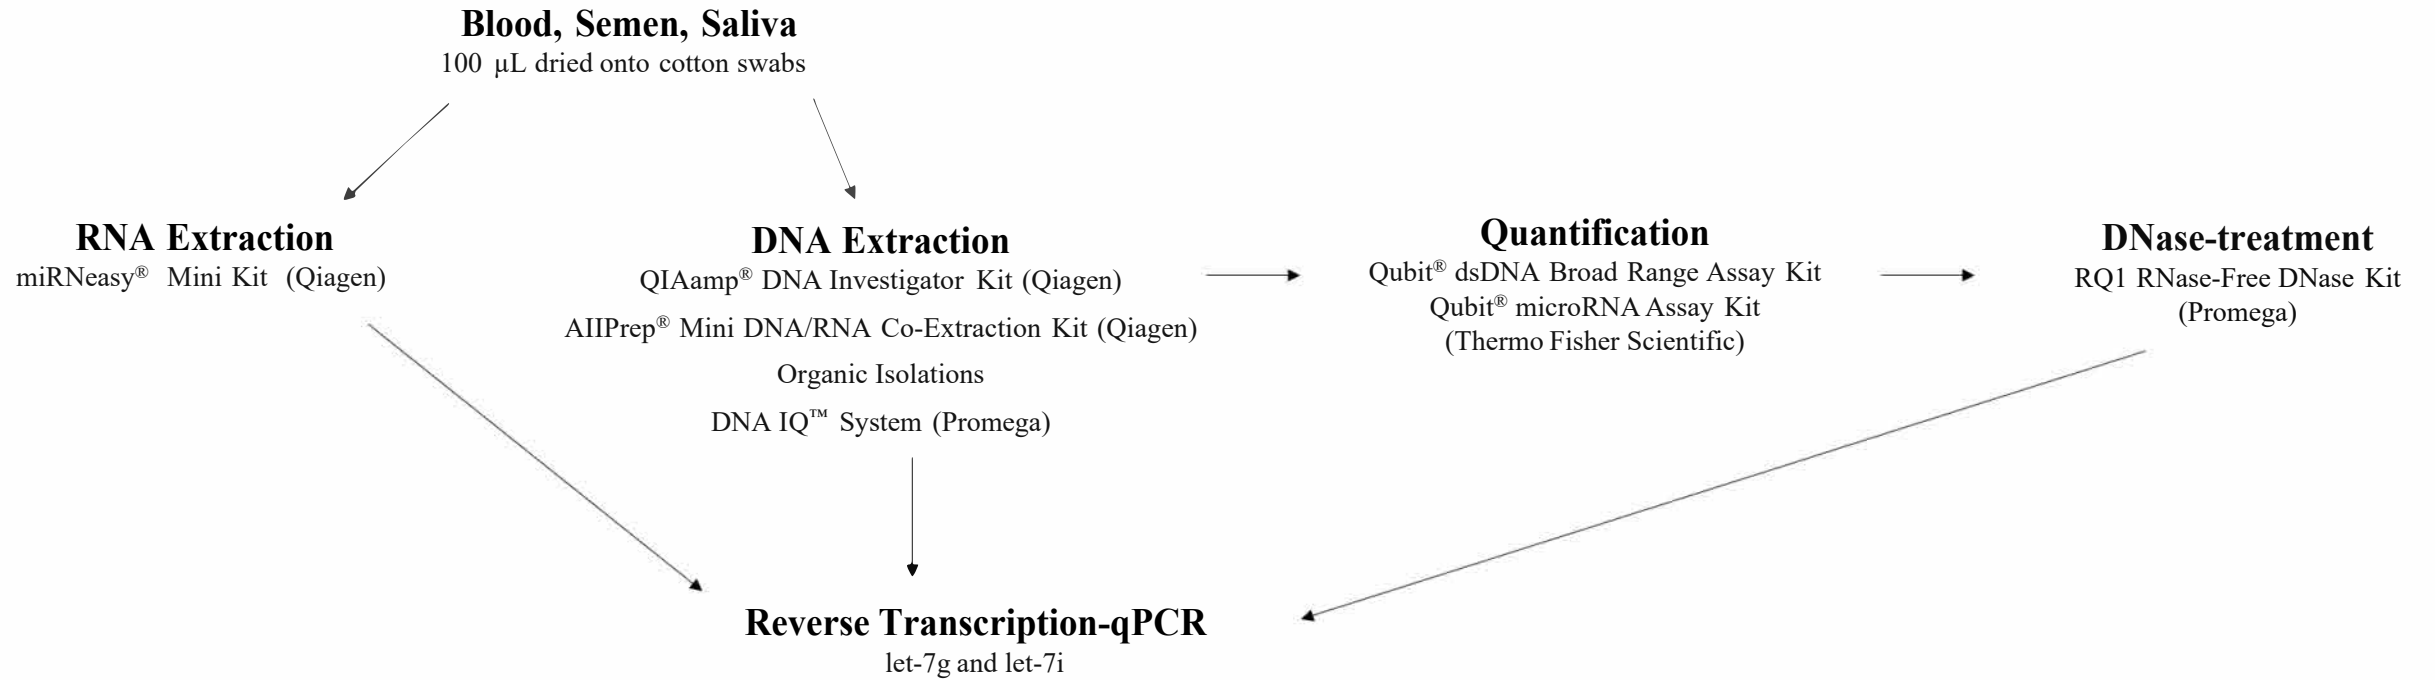 Blood, Semen, Saliva
100 µL dried onto cotton swabs
RNA Extraction
miRNeasy® Mini Kit (Qiagen)
DNA Extraction
QIAamp® DNA Investigator Kit (Qiagen)
AIIPrep® Mini DNA/RNA Co-Extraction Kit (Qiagen)
Organic Isolations
DNA IQ™ System (Promega)
Quantification
Qubit® dsDNA Broad Range Assay Kit
Qubit® microRNA Assay Kit
(Thermo Fisher Scientific)
DNase-treatment
RQ1 RNase-Free DNase Kit
(Promega)
Reverse Transcription-qPCR
let-7g and let-7i